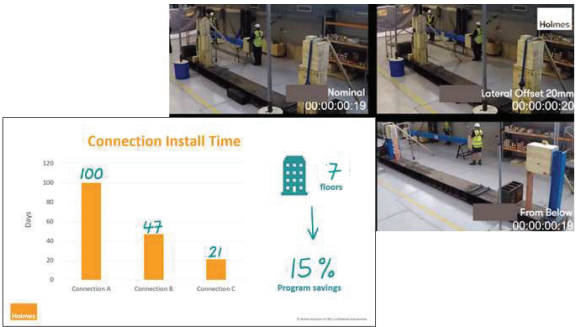 Holmes
Nominal
00:00:00:19
Lateral Offset 20mm
00:00:00:20
From Below
00:00:00:19
Connection Install Time
120
100
80
60
40
20
0
Days
100
47
21
Connection A
Connection B
Connection C
7
floors
15%
Program savings
Holmes